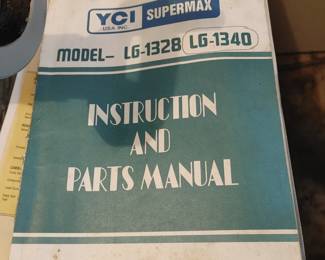 YCI SUPERMAX
USA INC.
MODEL- LG-1328 LG-1340
INSTRUCTION
AND
PARTS MANUAL